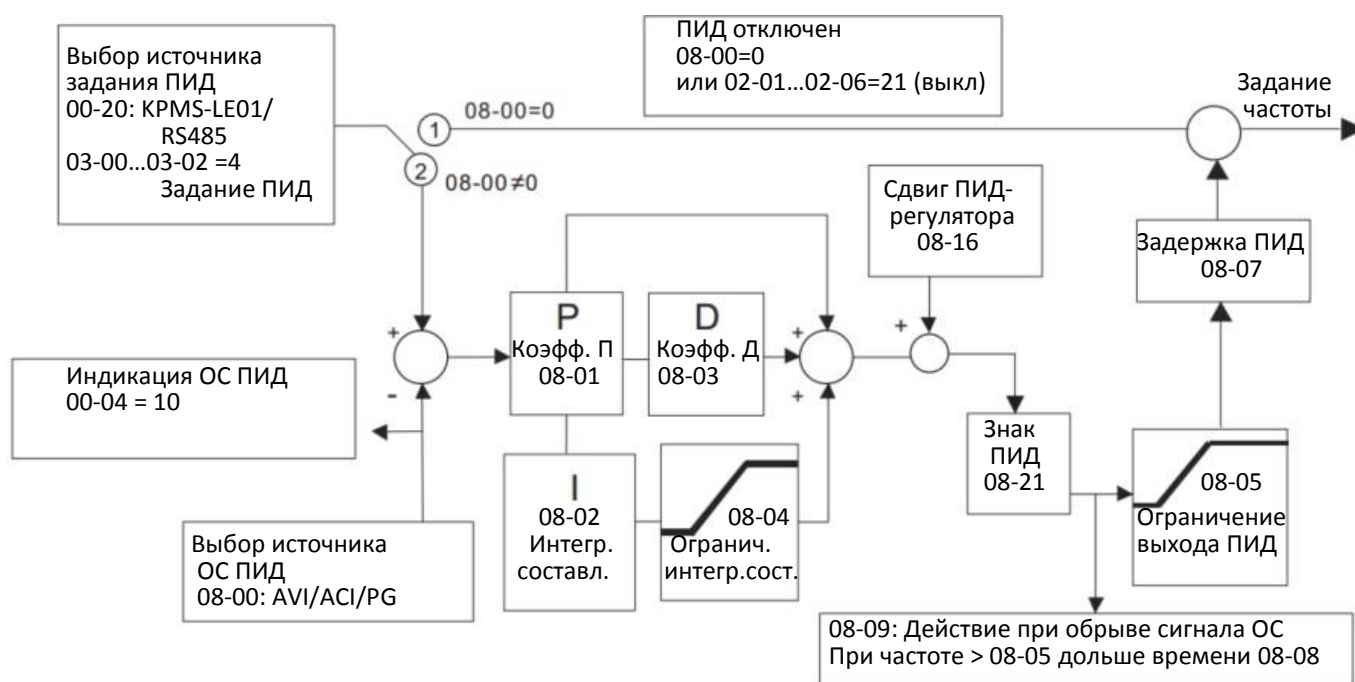 Выбор источника
задания ПИД
00-20: KPMS-LE01/
RS485
03-00...03-02 =4
Задание ПИД
ПИД отключен
08-00=0
или 02-01...02-06=21 (выкл)
1
08-00=0
2
08-00≠0
Задание
частоты
Сдвиг ПИД-
регулятора
08-16
Задержка ПИД
08-07
+
-
P
Коэфф. П
08-01
D
Коэфф. Д
08-03
+
+
+
Индикация ОС ПИД
00-04 = 10
I
08-02
Интегр.
составл.
08-04
Огранич.
интегр.сост.
Знак
ПИД
08-21
08-05
Ограничение
выхода ПИД
Выбор источника
ОС ПИД
08-00: AVI/ACI/PG
08-09: Действие при обрыве сигнала ОС
При частоте > 08-05 дольше времени 08-08